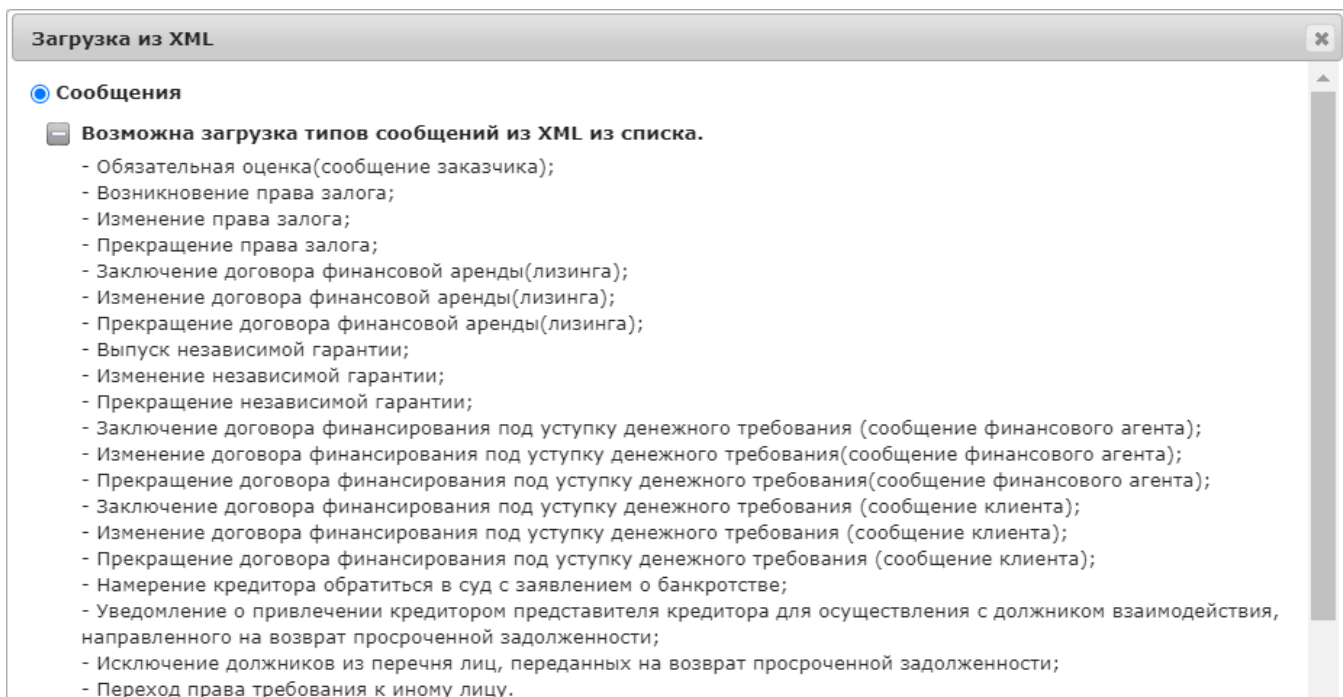 Загрузка из XML
Сообщения
Возможна загрузка типов сообщений из XML из списка.
- Обязательная оценка(сообщение заказчика);
- Возникновение права залога;
- Изменение права залога;
- Прекращение права залога;
- Заключение договора финансовой аренды(лизинга);
- Изменение договора финансовой аренды(лизинга);
- Прекращение договора финансовой аренды(лизинга);
- Выпуск независимой гарантии;
- Изменение независимой гарантии;
- Прекращение независимой гарантии;
- Заключение договора финансирования под уступку денежного требования (сообщение финансового агента);
- Изменение договора финансирования под уступку денежного требования(сообщение финансового агента);
- Прекращение договора финансирования под уступку денежного требования(сообщение финансового агента);
- Заключение договора финансирования под уступку денежного требования (сообщение клиента);
- Изменение договора финансирования под уступку денежного требования (сообщение клиента);
- Прекращение договора финансирования под уступку денежного требования (сообщение клиента);
- Намерение кредитора обратиться в суд с заявлением о банкротстве;
- Уведомление о привлечении кредитором представителя кредитора для осуществления с должником взаимодействия,
направленного на возврат просроченной задолженности;
- Исключение должников из перечня лиц, переданных на возврат просроченной задолженности;
- Переход права требования к иному лицу.